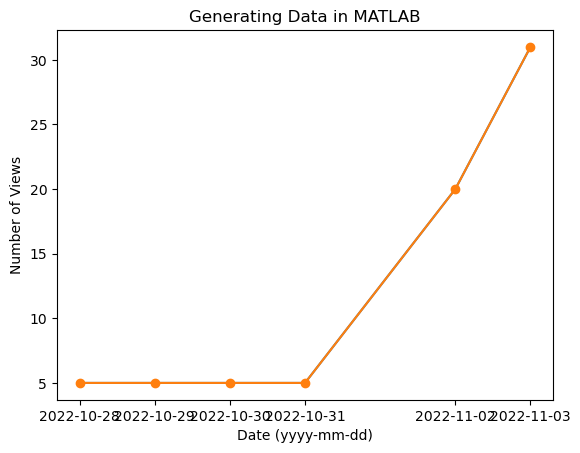 Generating Data in MATLAB
Number of Views
30
25
20
15
10
5
2022-10-28 2022-10-29 2022-10-30 2022-10-31 2022-11-02 2022-11-03
Date (yyyy-mm-dd)